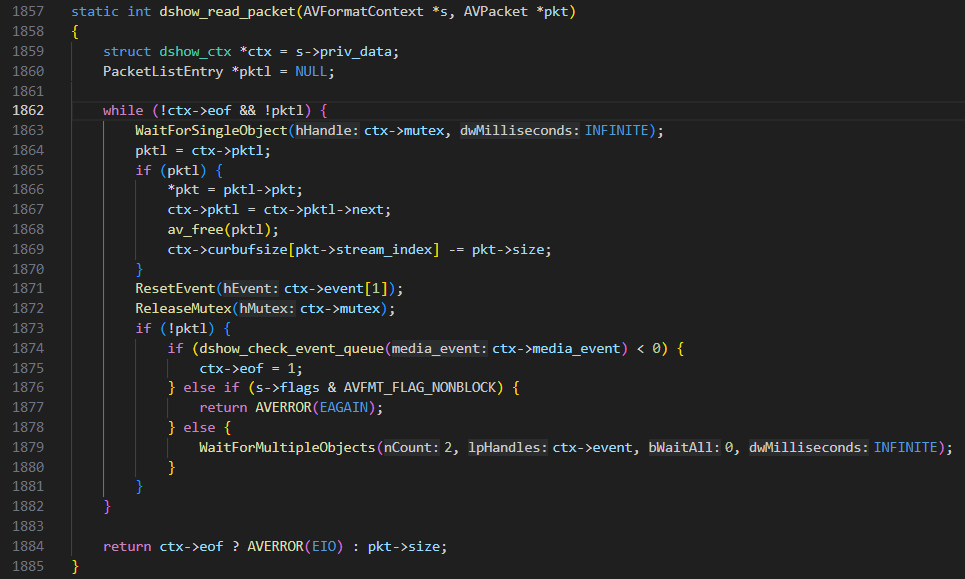 1857 static int dshow_read_packet(AVFormatContext *s, AVPacket *pkt)
1858 {
1859     struct dshow_ctx *ctx = s->priv_data;
1860     PacketListEntry *pktl = NULL;
1861
1862     while (!ctx->eof && !pktl) {
1863         WaitForSingleObject(hHandle: ctx->mutex, dwMilliseconds: INFINITE);
1864         pktl = ctx->pktl;
1865         if (pktl) {
1866             *pkt = pktl->pkt;
1867             ctx->pktl = ctx->pktl->next;
1868             av_free(pktl);
1869             ctx->curbufsize[pkt->stream_index] -= pkt->size;
1870         }
1871         ResetEvent(hEvent: ctx->event[1]);
1872         ReleaseMutex(hMutex: ctx->mutex);
1873         if (!pktl) {
1874             if (dshow_check_event_queue(media_event: ctx->media_event) < 0) {
1875                 ctx->eof = 1;
1876             } else if (s->flags & AVFMT_FLAG_NONBLOCK) {
1877                 return AVERROR(EAGAIN);
1878             } else {
1879                 WaitForMultipleObjects(nCount: 2, lpHandles: ctx->event, bWaitAll: 0, dwMilliseconds: INFINITE);
1880             }
1881         }
1882     }
1883
1884     return ctx->eof ? AVERROR(EIO) : pkt->size;
1885 }